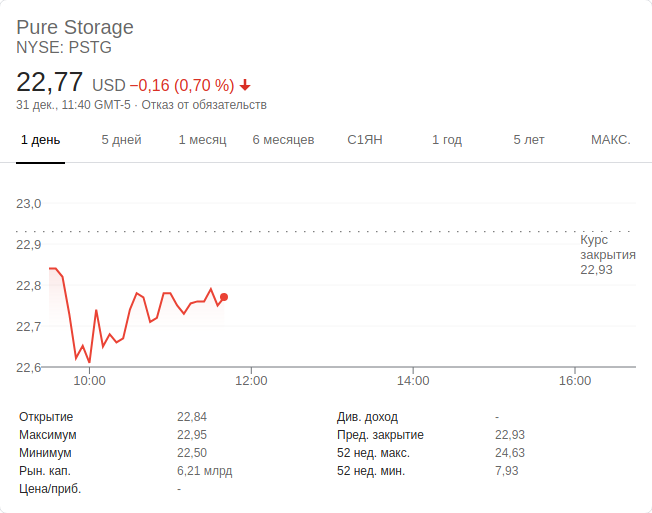 Pure Storage
NYSE: PSTG
22,77 USD −0,16 (0,70 %)
31 дек., 11:40 GMT-5 · Отказ от обязательств
1 день 5 дней 1 месяц 6 месяцев С1ЯН 1 год 5 лет МАКС.
23,0
22,9
22,8
22,7
22,6
Курс
закрытия
22,93
10:00 12:00 14:00 16:00
Открытие 22,84
Максимум 22,95
Минимум 22,50
Рын. кап. 6,21 млрд
Цена/приб. -
Див. доход -
Пред. закрытие 22,93
52 нед. макс. 24,63
52 нед. мин. 7,93